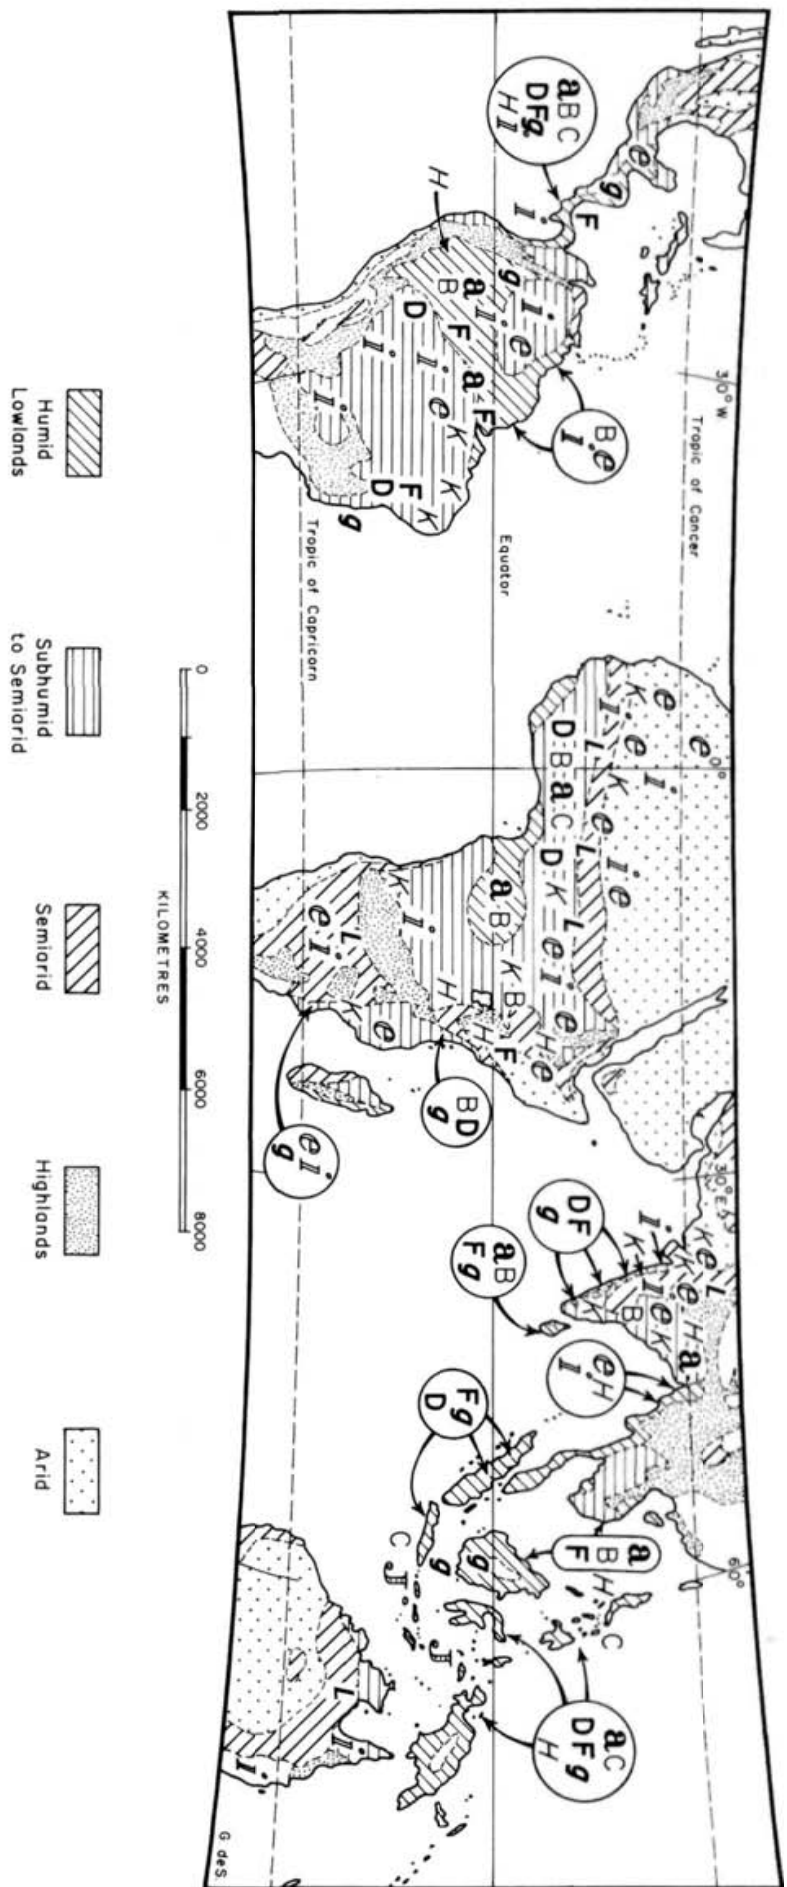 30°W
Tropic of Cancer
0°
30°E
60°
Equator
Tropic of Capricorn
a B C
D F g
H I
e
g
F
i
H
g i
a i e
B
D F a F
i e K K
i
i
D F K
g
B e
i
e e
K K i
i L e i e
D B a C D K L e i e
L
a B K B H e
i H H F
K
L
e i
e
B D
g
e i
g
i K
K e L
e H a
i e K
B
K
D F
g
a B
F g
e H
i
F g
D
a
B
F
H
C
g
g
C J
J
a C
D F g
H
L
i
i
G deS.
0 2000 4000 6000 8000
KILOMETRES
Humid
Lowlands
Subhumid
to Semiarid
Semiarid
Highlands
Arid